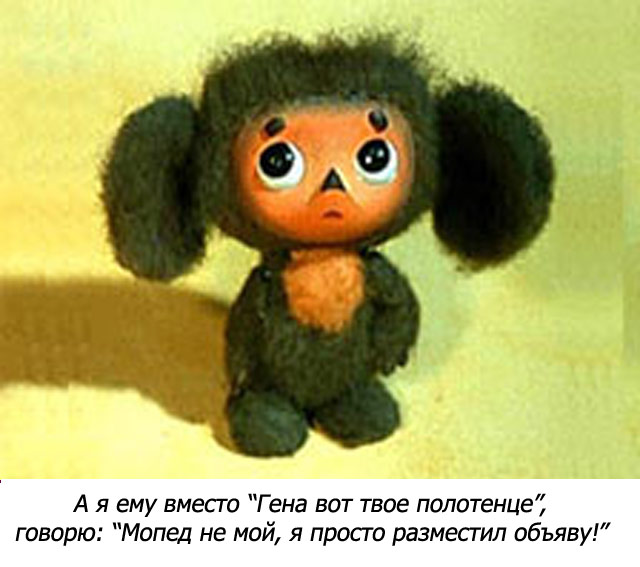 А я ему вместо “Гена вот твое полотенце”,
говорю: “Мопед не мой, я просто разместил объяву!”